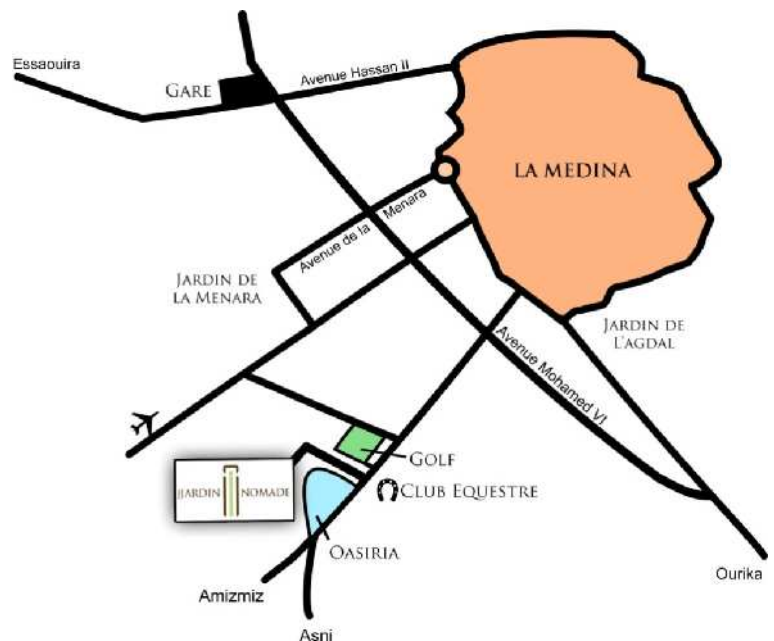 Essaouira
GARE
Avenue Hassan II
LA MEDINA
Avenue de la Menara
JARDIN DE
LA MENARA
JARDIN DE
L'AGDAL
Avenue Mohamed VI
GOLF
JJARDIN NOMADE
CLUB EQUESTRE
OASIRIA
Amizmiz
Asni
Ourika